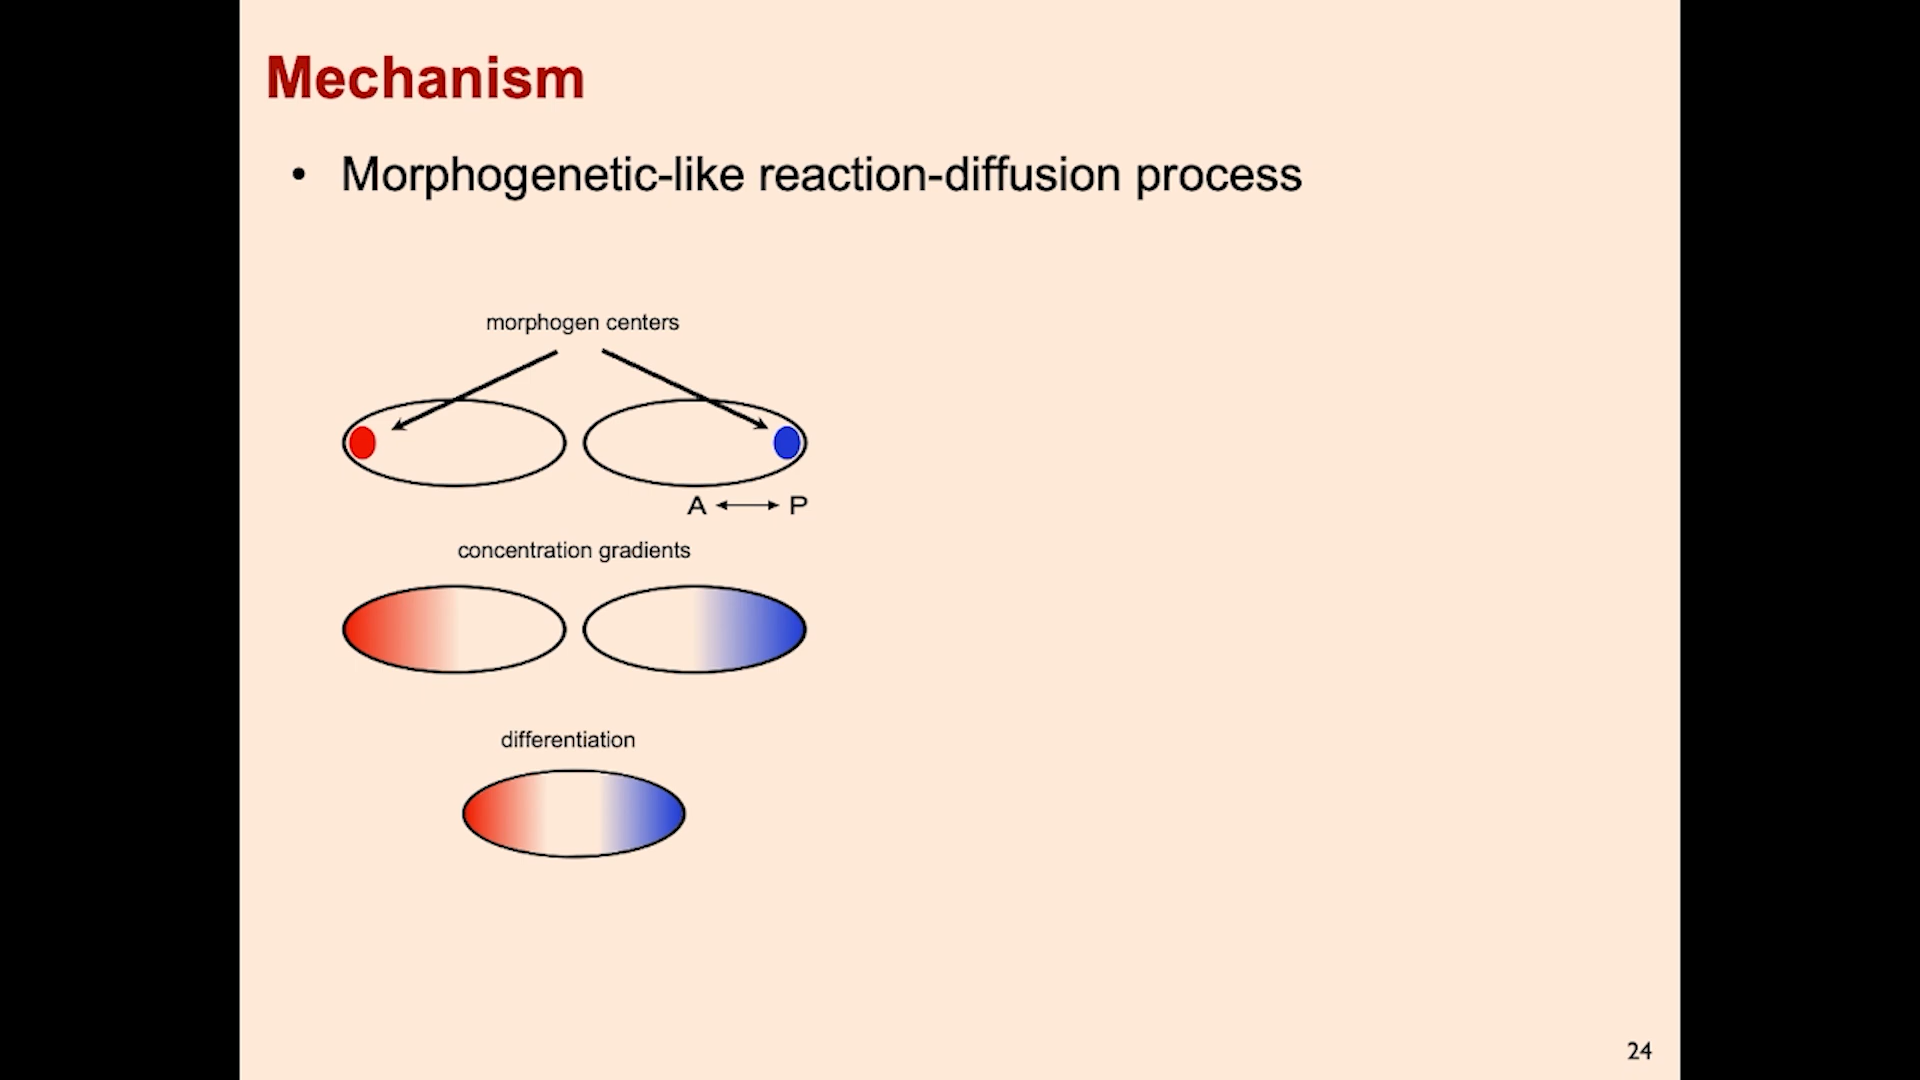 Mechanism
• Morphogenetic-like reaction-diffusion process
morphogen centers
A P
concentration gradients
differentiation
24